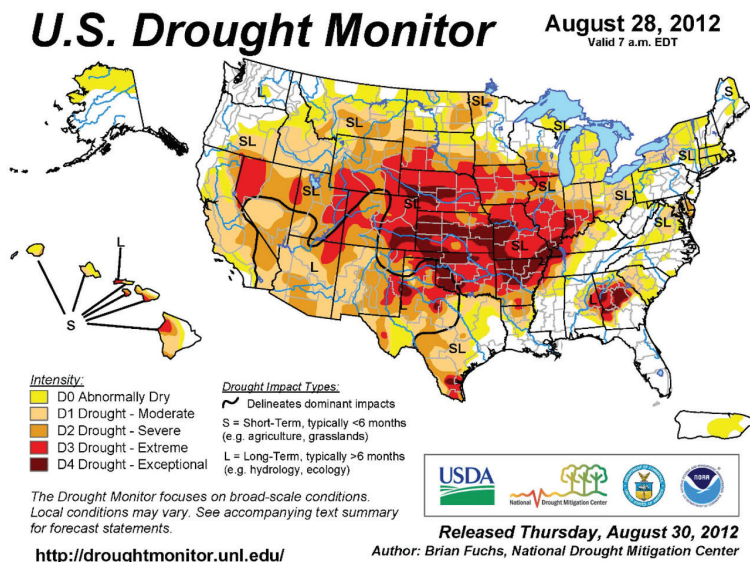 U.S. Drought Monitor
August 28, 2012
Valid 7 a.m. EDT
L
SL
SL
S
SL
SL
SL
SL
SL
SL
SL
SL
SL
L
L
SL
L
S
Intensity:
D0 Abnormally Dry
D1 Drought - Moderate
D2 Drought - Severe
D3 Drought - Extreme
D4 Drought - Exceptional
Drought Impact Types:
Delineates dominant impacts
S = Short-Term, typically <6 months
(e.g. agriculture, grasslands)
L = Long-Term, typically >6 months
(e.g. hydrology, ecology)
The Drought Monitor focuses on broad-scale conditions.
Local conditions may vary. See accompanying text summary
for forecast statements.
http://droughtmonitor.unl.edu/
USDA
National Drought Mitigation Center
NOAA
Released Thursday, August 30, 2012
Author: Brian Fuchs, National Drought Mitigation Center